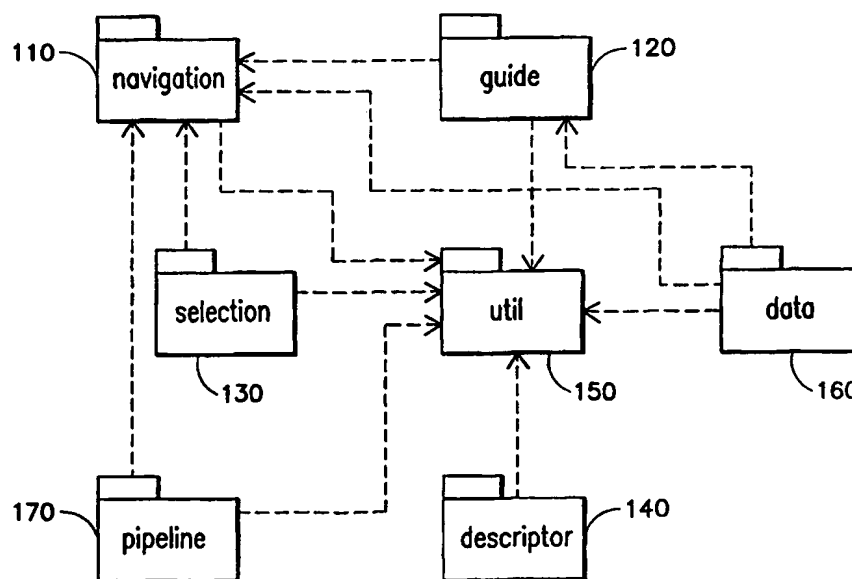 110
navigation
guide
120
selection
130
util
150
data
160
170
pipeline
descriptor
140